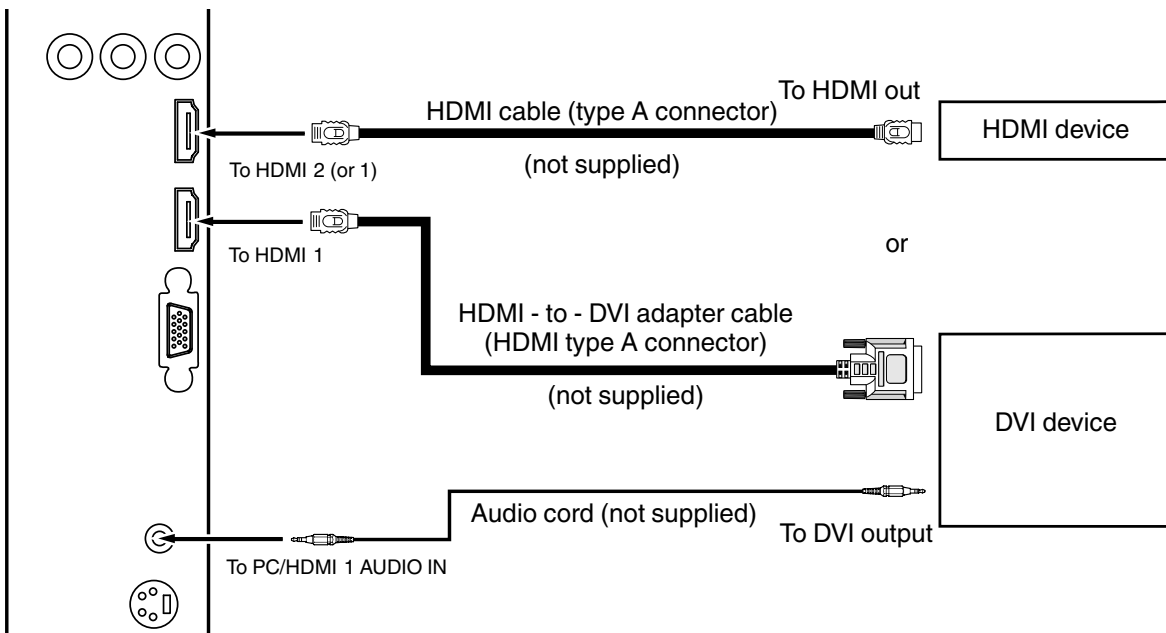 To HDMI out
HDMI cable (type A connector)
HDMI device
To HDMI 2 (or 1)
(not supplied)
To HDMI 1
or
HDMI - to - DVI adapter cable
(HDMI type A connector)
(not supplied)
DVI device
Audio cord (not supplied)
To DVI output
To PC/HDMI 1 AUDIO IN